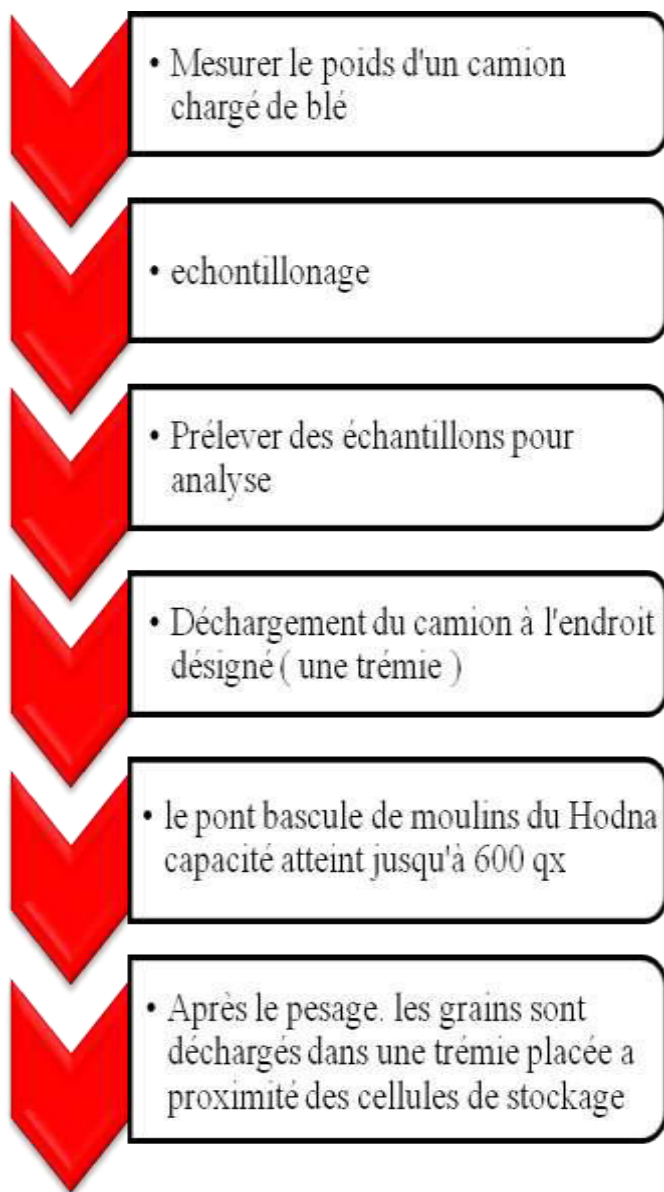 • Mesurer le poids d'un camion
chargé de blé
• echontillonage
• Prélever des échantillons pour
analyse
• Déchargement du camion à l'endroit
désigné ( une trémie )
• le pont bascule de moulins du Hodna
capacité atteint jusqu'à 600 qx
• Après le pesage. les grains sont
déchargés dans une trémie placée a
proximité des cellules de stockage